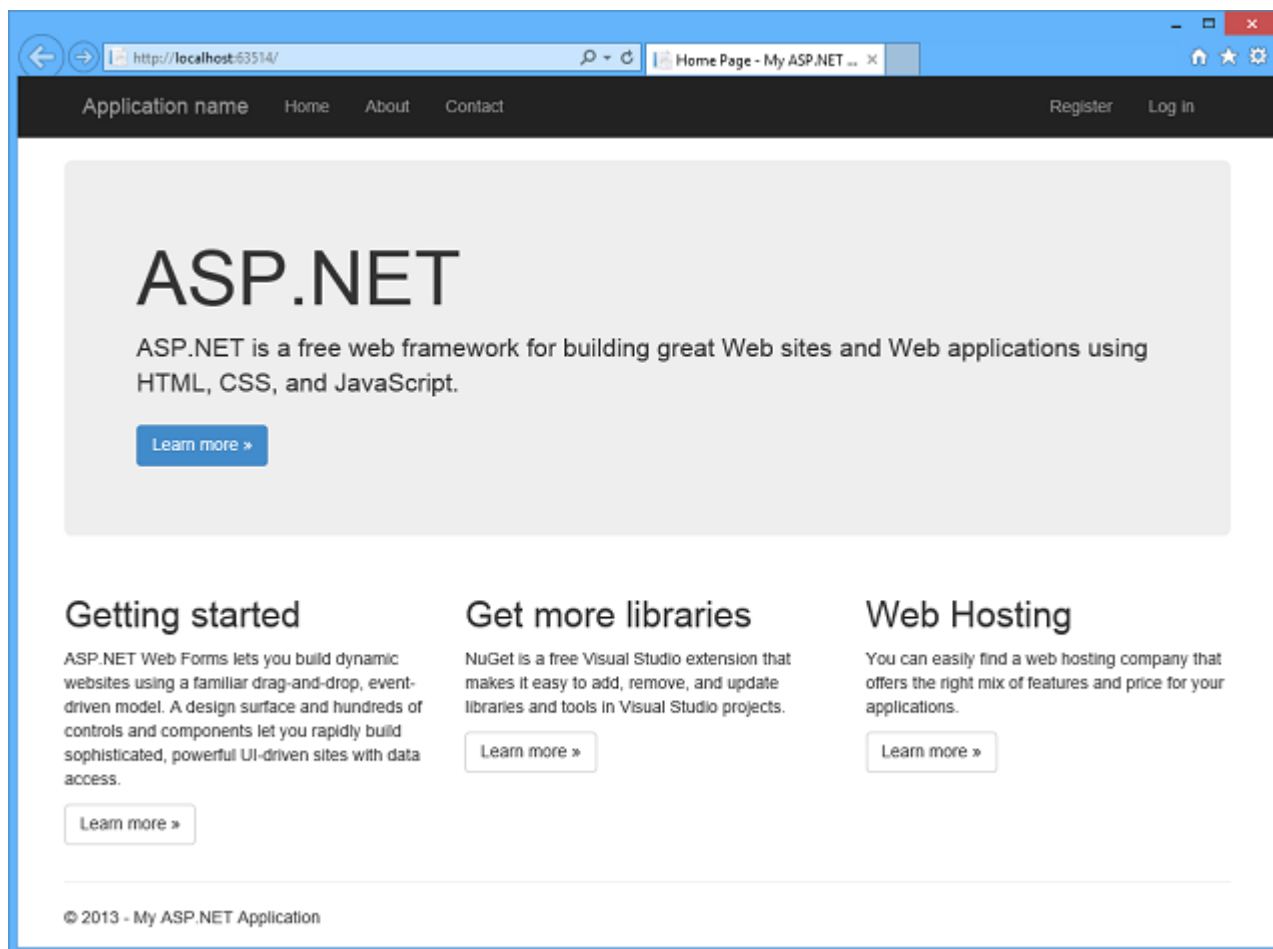 http://localhost:63514/
Home Page - My ASP.NET ...
Application name Home About Contact Register Log in
ASP.NET
ASP.NET is a free web framework for building great Web sites and Web applications using
HTML, CSS, and JavaScript.
Learn more »
Getting started
ASP.NET Web Forms lets you build dynamic
websites using a familiar drag-and-drop, event-
driven model. A design surface and hundreds of
controls and components let you rapidly build
sophisticated, powerful UI-driven sites with data
access.
Learn more »
Get more libraries
NuGet is a free Visual Studio extension that
makes it easy to add, remove, and update
libraries and tools in Visual Studio projects.
Learn more »
Web Hosting
You can easily find a web hosting company that
offers the right mix of features and price for your
applications.
Learn more »
© 2013 - My ASP.NET Application